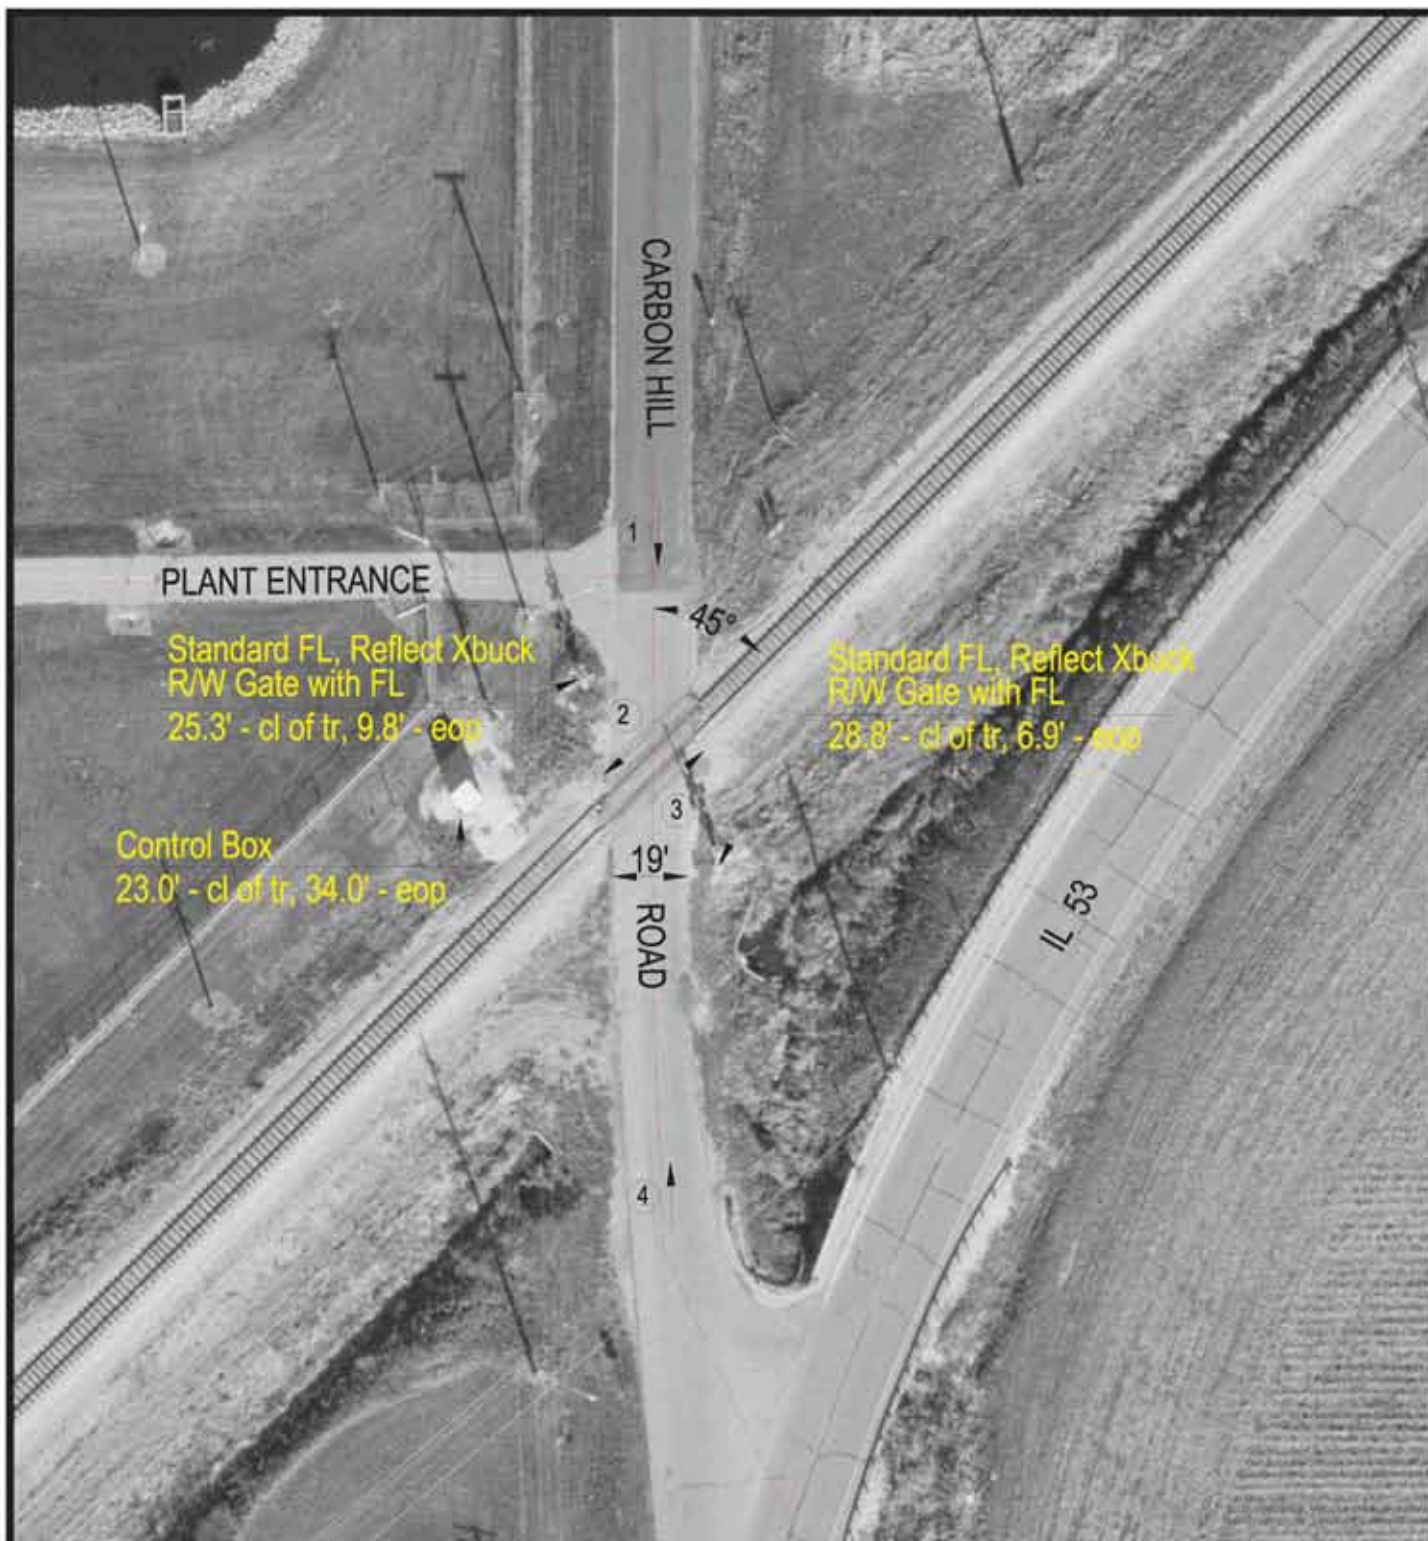 CARBON HILL
1
PLANT ENTRANCE
45°
Standard FL, Reflect Xbuck
R/W Gate with FL
25.3' - cl of tr, 9.8' - eop
2
Standard FL, Reflect Xbuck
R/W Gate with FL
28.8' - cl of tr, 6.9' - eop
3
Control Box
23.0' - cl of tr, 34.0' - eop
19'
ROAD
IL 53
4